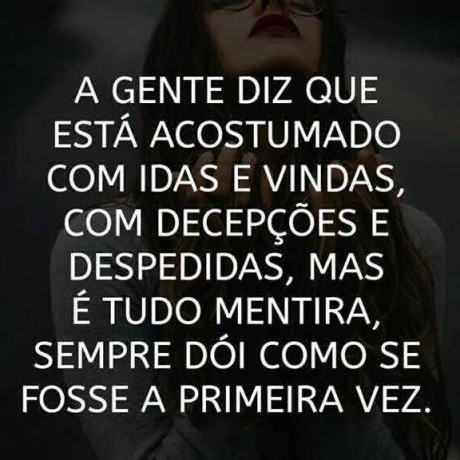 A GENTE DIZ QUE
ESTÁ ACOSTUMADO
COM IDAS E VINDAS,
COM DECEPÇÕES E
DESPEDIDAS, MAS
É TUDO MENTIRA,
SEMPRE DÓI COMO SE
FOSSE A PRIMEIRA VEZ.